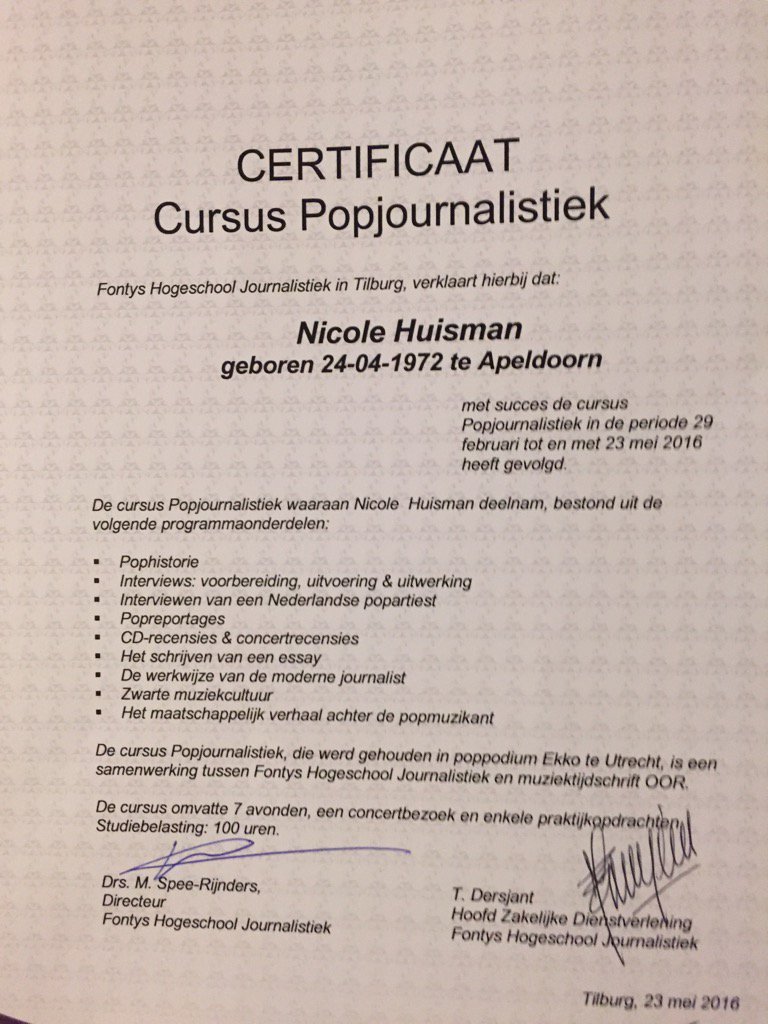 CERTIFICAAT
Cursus Popjournalistiek
Fontys Hogeschool Journalistiek in Tilburg, verklaart hierbij dat:
Nicole Huisman
geboren 24-04-1972 te Apeldoorn
met succes de cursus
Popjournalistiek in de periode 29
februari tot en met 23 mei 2016
heeft gevolgd.
De cursus Popjournalistiek waaraan Nicole Huisman deelnam, bestond uit de
volgende programmaonderdelen:
▪ Pophistorie
▪ Interviews: voorbereiding, uitvoering & uitwerking
▪ Interviewen van een Nederlandse popartiest
▪ Popreportages
▪ CD-recensies & concertrecensies
▪ Het schrijven van een essay
▪ De werkwijze van de moderne journalist
▪ Zwarte muziekcultuur
▪ Het maatschappelijk verhaal achter de popmuzikant
De cursus Popjournalistiek, die werd gehouden in poppodium Ekko te Utrecht, is een
samenwerking tussen Fontys Hogeschool Journalistiek en muziektijdschrift OOR.
De cursus omvatte 7 avonden, een concertbezoek en enkele praktijkopdrachten.
Studiebelasting: 100 uren.
Drs. M. Spee-Rijnders,
Directeur
Fontys Hogeschool Journalistiek
T. Dersjant
Hoofd Zakelijke Dienstverlening
Fontys Hogeschool Journalistiek
Tilburg, 23 mei 2016